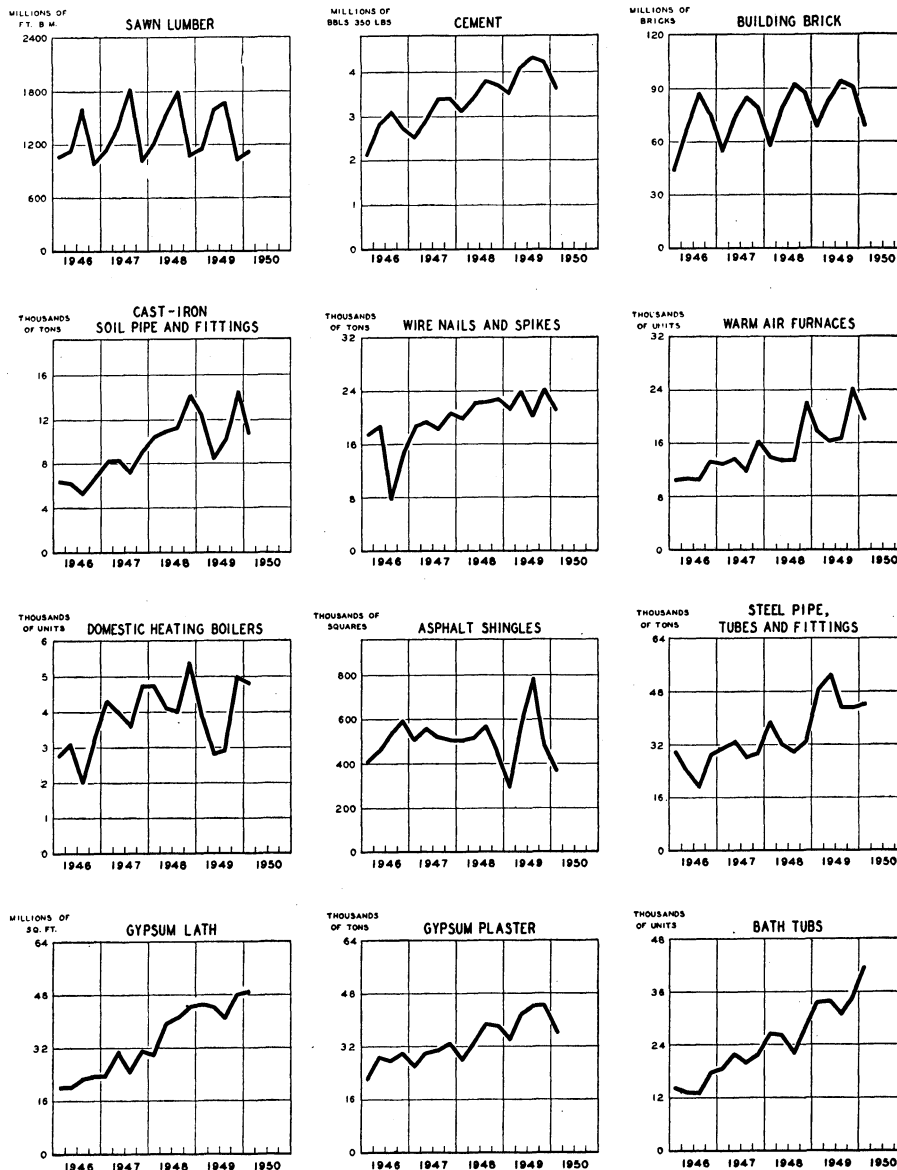 MILLIONS OF
FT. B M.
SAWN LUMBER
2400
1800
1200
600
0
1946 1947 1948 1949 1950
MILLIONS OF
BBLS 350 LBS
CEMENT
4
3
2
1
0
1946 1947 1948 1949 1950
MILLIONS OF
BRICKS
BUILDING BRICK
120
90
60
30
0
1946 1947 1948 1949 1950
THOUSANDS
OF TONS
CAST-IRON
SOIL PIPE AND FITTINGS
16
12
8
4
0
1946 1947 1948 1949 1950
THOUSANDS
OF TONS
WIRE NAILS AND SPIKES
32
24
16
8
0
1946 1947 1948 1949 1950
THOUSANDS
OF UNITS
WARM AIR FURNACES
32
24
16
8
0
1946 1947 1948 1949 1950
THOUSANDS
OF UNITS
DOMESTIC HEATING BOILERS
6
5
4
3
2
1
0
1946 1947 1948 1949 1950
THOUSANDS OF
SQUARES
ASPHALT SHINGLES
800
600
400
200
0
1946 1947 1948 1949 1950
THOUSANDS
OF TONS
STEEL PIPE,
TUBES AND FITTINGS
64
48
32
16
0
1946 1947 1948 1949 1950
MILLIONS OF
SQ. FT.
GYPSUM LATH
64
48
32
16
0
1946 1947 1948 1949 1950
THOUSANDS
OF TONS
GYPSUM PLASTER
64
48
32
16
0
1946 1947 1948 1949 1950
THOUSANDS
OF UNITS
BATH TUBS
48
36
24
12
0
1946 1947 1948 1949 1950